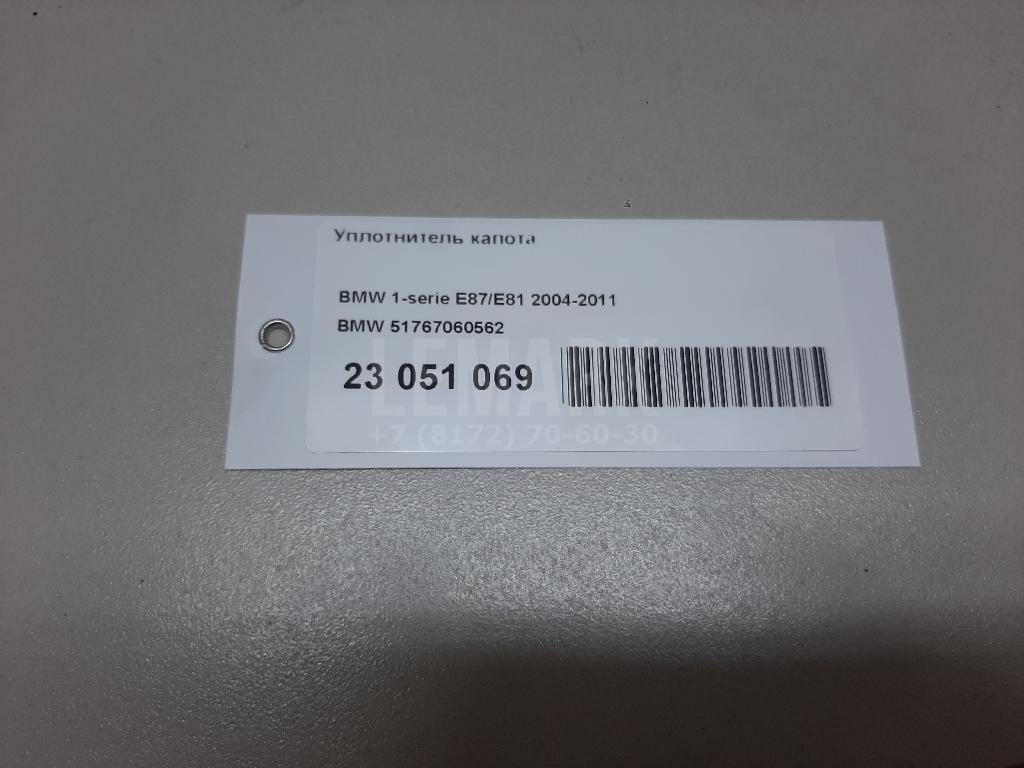 Уплотнитель капота
BMW 1-serie E87/E81 2004-2011
BMW 51767060562
23 051 069
LEMARK
+7 (8172) 70-60-30